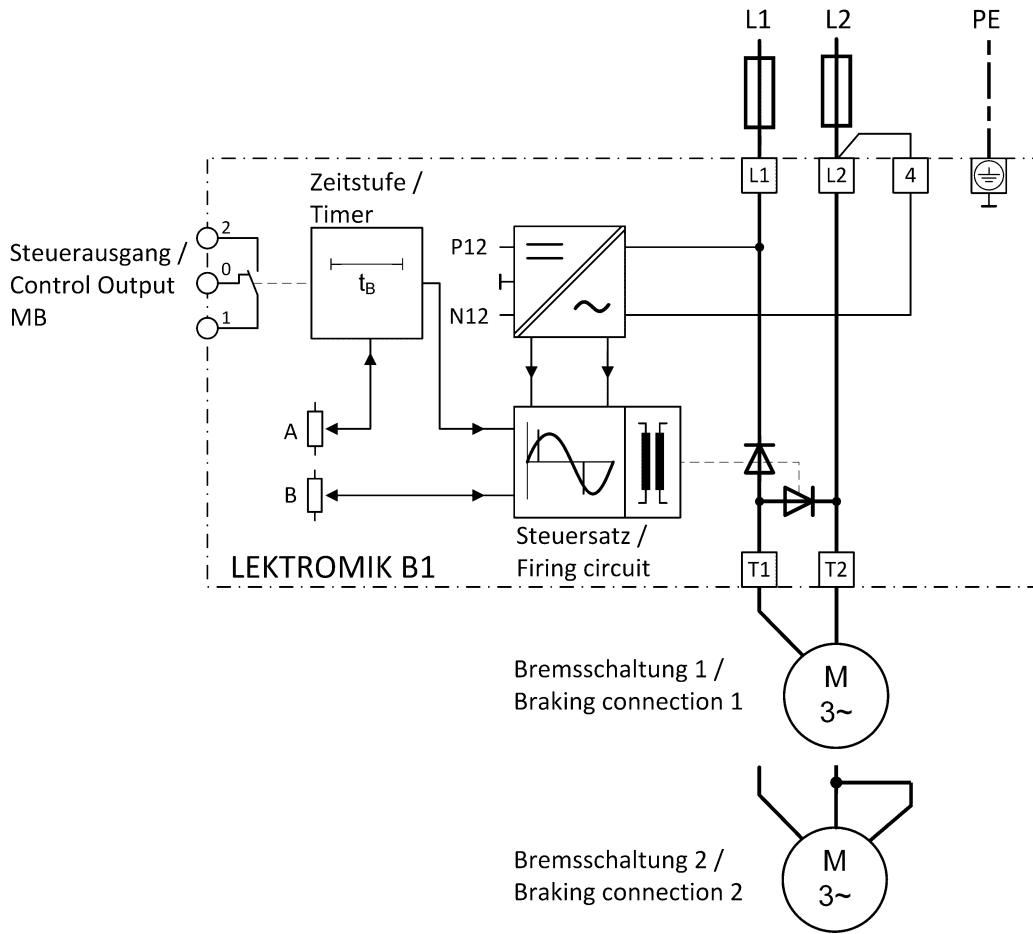 L1
L2
PE
L1
L2
4
Zeitstufe /
Timer
2
0
1
Steuerausgang /
Control Output
MB
t_B
P12
N12
A
B
Steuersatz /
Firing circuit
LEKTROMIK B1
T1
T2
Bremsschaltung 1 /
Braking connection 1
M
3~
Bremsschaltung 2 /
Braking connection 2
M
3~